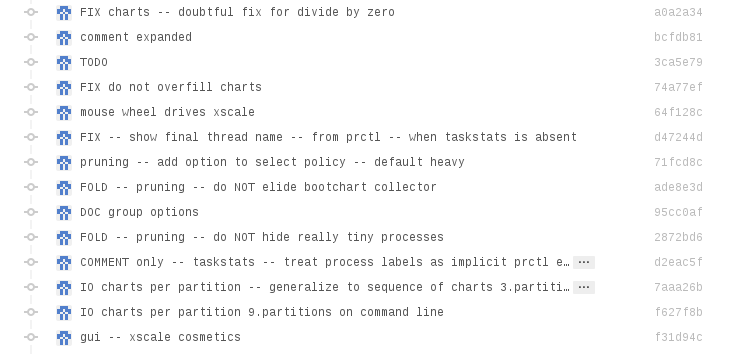 FIX charts -- doubtful fix for divide by zero a0a2a34
comment expanded bcfdb81
TODO 3ca5e79
FIX do not overfill charts 74a77ef
mouse wheel drives xscale 64f128c
FIX -- show final thread name -- from prctl -- when taskstats is absent d47244d
pruning -- add option to select policy -- default heavy 71fcd8c
FOLD -- pruning -- do NOT elide bootchart collector ade8e3d
DOC group options 95cc0af
FOLD -- pruning -- do NOT hide really tiny processes 2872bd6
COMMENT only -- taskstats -- treat process labels as implicit prctl e… ... d2eac5f
IO charts per partition -- generalize to sequence of charts 3.partiti… ... 7aaa26b
IO charts per partition 9.partitions on command line f627f8b
gui -- xscale cosmetics f31d94c